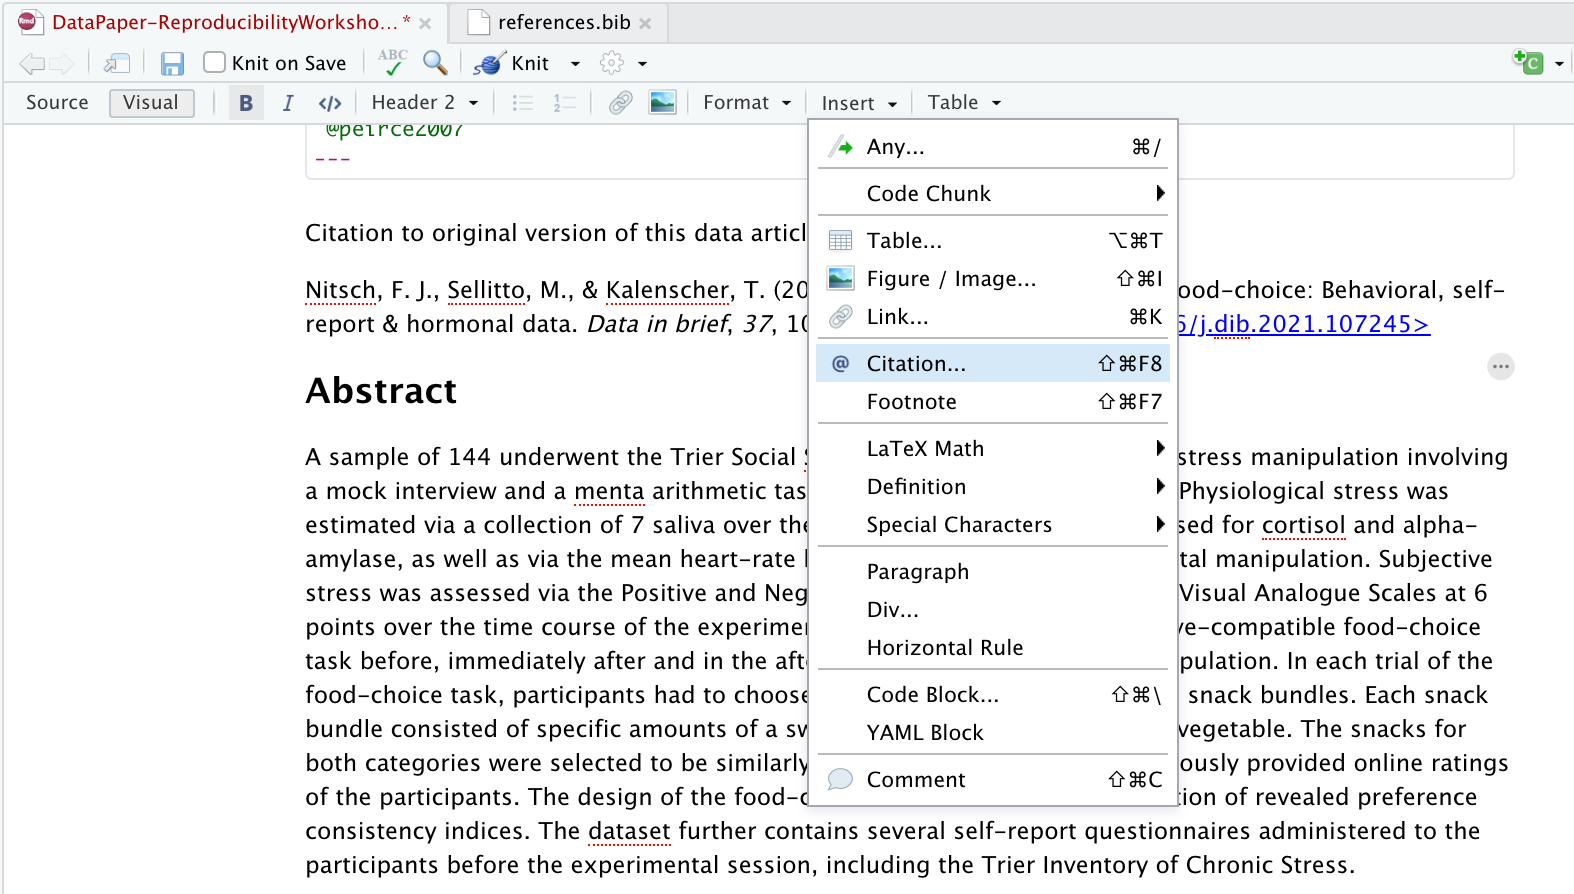 DataPaper-ReproducibilityWorksho... * ×
references.bib ×
Knit on Save ABC Knit
Source Visual B I </> Header 2 Format Insert Table
@peirce2007
---
Any... ⌘/
Code Chunk
Table... ⌥⌘T
Figure / Image... ⇧⌘I
Link... ⌘K
@ Citation... ⇧⌘F8
Footnote ⇧⌘F7
LaTeX Math
Definition
Special Characters
Paragraph
Div...
Horizontal Rule
Code Block... ⇧⌘\
YAML Block
Comment ⇧⌘C
Citation to original version of this data
Nitsch, F. J., Sellitto, M., & Kalenscher, T. (20 ood-choice: Behavioral, self-
report & hormonal data. Data in brief, 37, 10 /j.dib.2021.107245>
Abstract
A sample of 144 underwent the Trier Social stress manipulation involving
a mock interview and a menta arithmetic tas Physiological stress was
estimated via a collection of 7 saliva over the sed for cortisol and alpha-
amylase, as well as via the mean heart-rate tal manipulation. Subjective
stress was assessed via the Positive and Neg Visual Analogue Scales at 6
points over the time course of the experime ve-compatible food-choice
task before, immediately after and in the aft pulation. In each trial of the
food-choice task, participants had to choose snack bundles. Each snack
bundle consisted of specific amounts of a sw vegetable. The snacks for
both categories were selected to be similarly ously provided online ratings
of the participants. The design of the food-c tion of revealed preference
consistency indices. The dataset further contains several self-report questionnaires administered to the
participants before the experimental session, including the Trier Inventory of Chronic Stress.